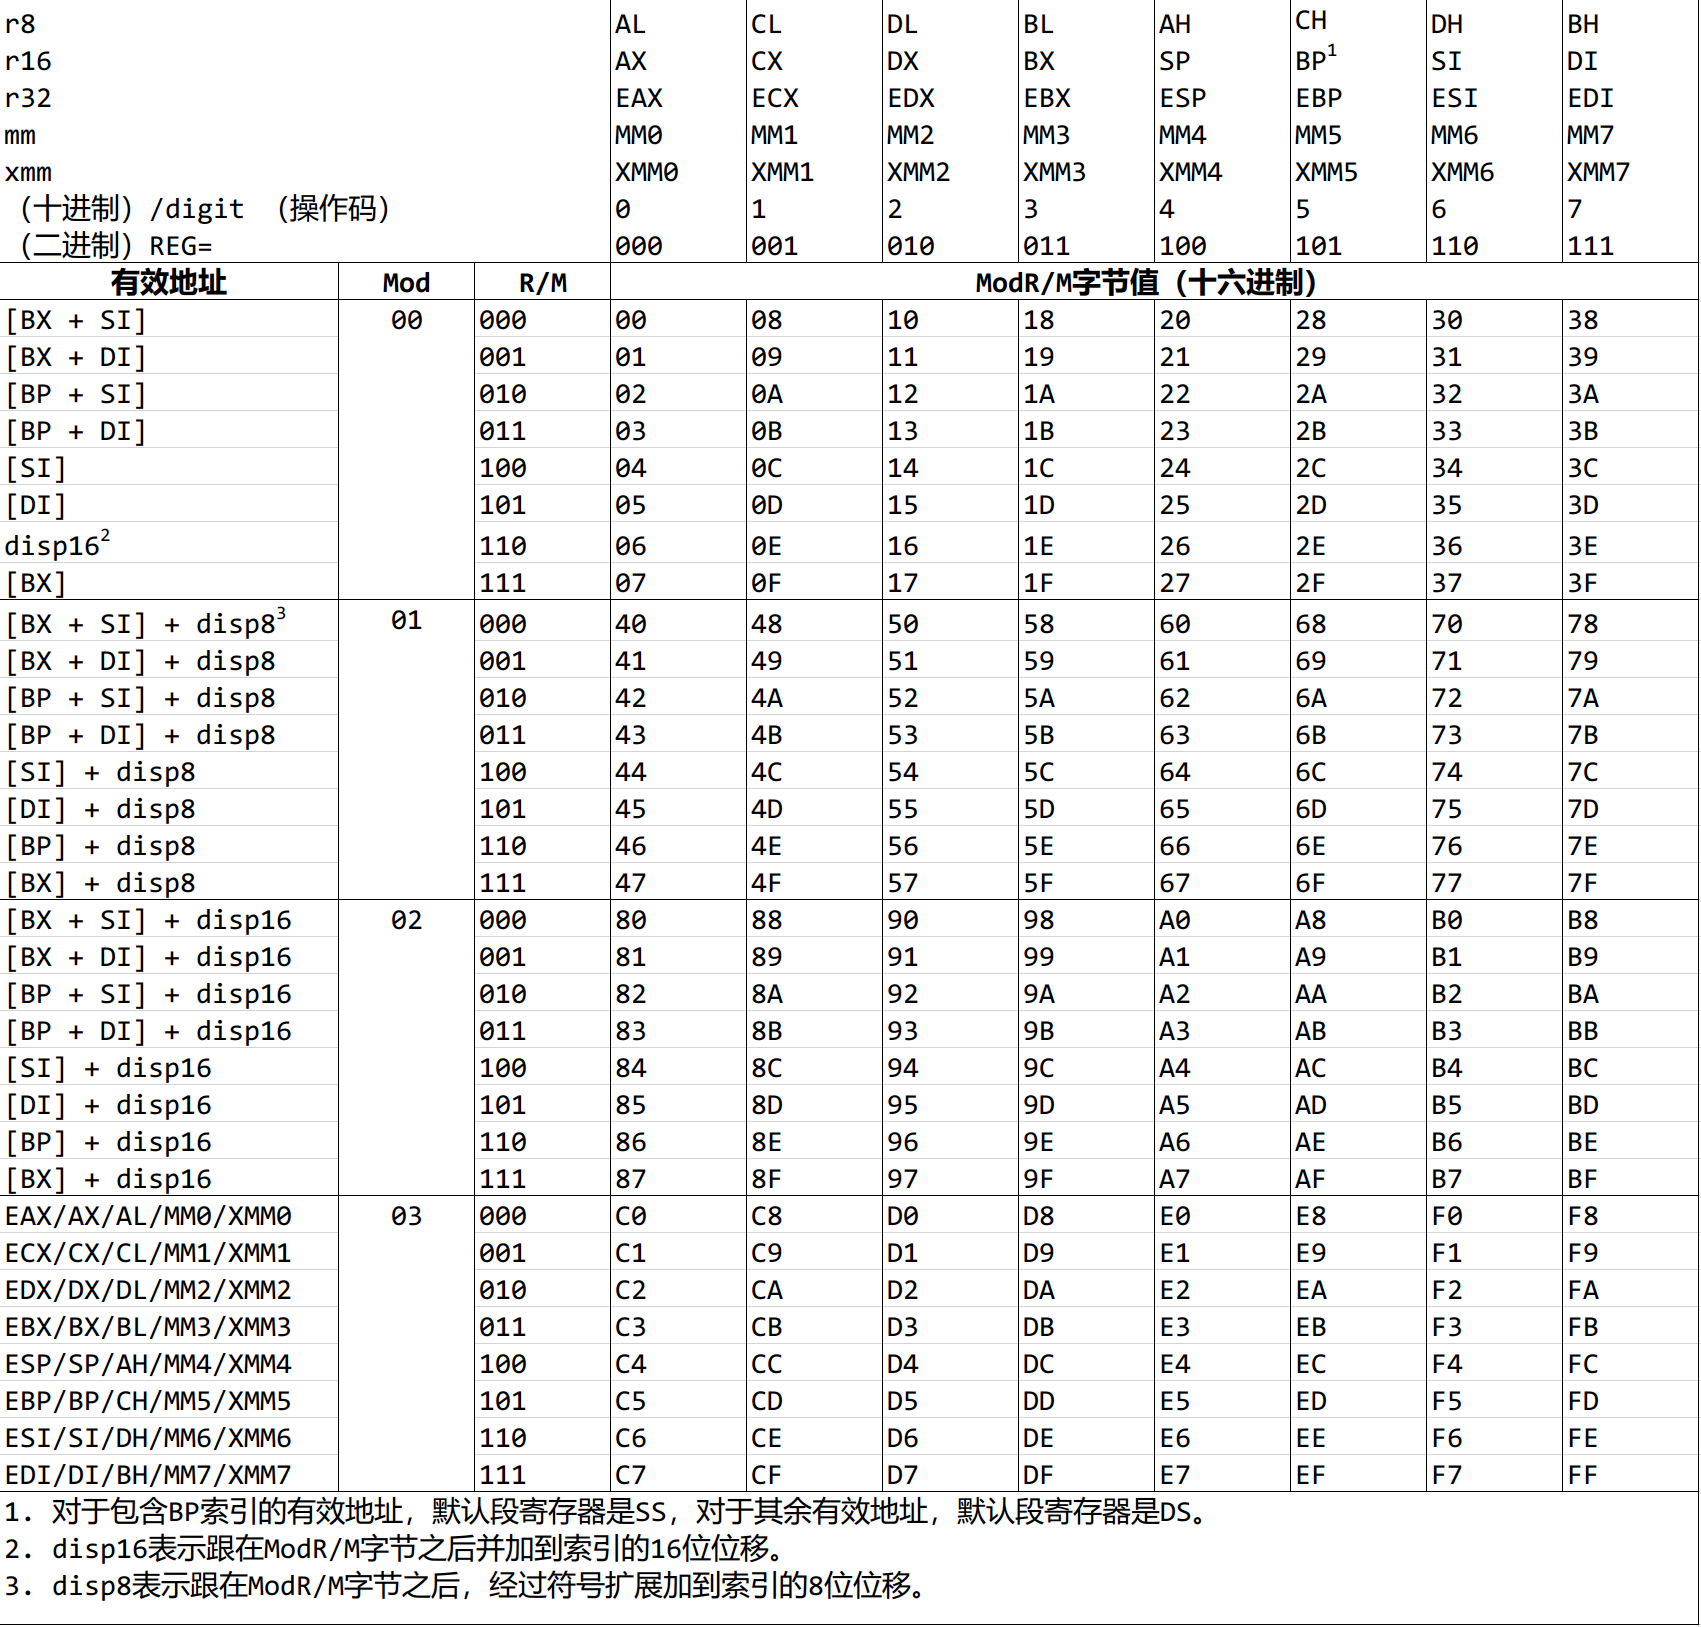 r8 AL CL DL BL AH CH DH BH
r16 AX CX DX BX SP BP1 SI DI
r32 EAX ECX EDX EBX ESP EBP ESI EDI
mm MM0 MM1 MM2 MM3 MM4 MM5 MM6 MM7
xmm XMM0 XMM1 XMM2 XMM3 XMM4 XMM5 XMM6 XMM7
（十进制）/digit （操作码） 0 1 2 3 4 5 6 7
（二进制）REG= 000 001 010 011 100 101 110 111
有效地址 Mod R/M ModR/M字节值（十六进制）
[BX + SI] 00 000 00 08 10 18 20 28 30 38
[BX + DI] 001 01 09 11 19 21 29 31 39
[BP + SI] 010 02 0A 12 1A 22 2A 32 3A
[BP + DI] 011 03 0B 13 1B 23 2B 33 3B
[SI] 100 04 0C 14 1C 24 2C 34 3C
[DI] 101 05 0D 15 1D 25 2D 35 3D
disp162 110 06 0E 16 1E 26 2E 36 3E
[BX] 111 07 0F 17 1F 27 2F 37 3F
[BX + SI] + disp83 01 000 40 48 50 58 60 68 70 78
[BX + DI] + disp8 001 41 49 51 59 61 69 71 79
[BP + SI] + disp8 010 42 4A 52 5A 62 6A 72 7A
[BP + DI] + disp8 011 43 4B 53 5B 63 6B 73 7B
[SI] + disp8 100 44 4C 54 5C 64 6C 74 7C
[DI] + disp8 101 45 4D 55 5D 65 6D 75 7D
[BP] + disp8 110 46 4E 56 5E 66 6E 76 7E
[BX] + disp8 111 47 4F 57 5F 67 6F 77 7F
[BX + SI] + disp16 02 000 80 88 90 98 A0 A8 B0 B8
[BX + DI] + disp16 001 81 89 91 99 A1 A9 B1 B9
[BP + SI] + disp16 010 82 8A 92 9A A2 AA B2 BA
[BP + DI] + disp16 011 83 8B 93 9B A3 AB B3 BB
[SI] + disp16 100 84 8C 94 9C A4 AC B4 BC
[DI] + disp16 101 85 8D 95 9D A5 AD B5 BD
[BP] + disp16 110 86 8E 96 9E A6 AE B6 BE
[BX] + disp16 111 87 8F 97 9F A7 AF B7 BF
EAX/AX/AL/MM0/XMM0 03 000 C0 C8 D0 D8 E0 E8 F0 F8
ECX/CX/CL/MM1/XMM1 001 C1 C9 D1 D9 E1 E9 F1 F9
EDX/DX/DL/MM2/XMM2 010 C2 CA D2 DA E2 EA F2 FA
EBX/BX/BL/MM3/XMM3 011 C3 CB D3 DB E3 EB F3 FB
ESP/SP/AH/MM4/XMM4 100 C4 CC D4 DC E4 EC F4 FC
EBP/BP/CH/MM5/XMM5 101 C5 CD D5 DD E5 ED F5 FD
ESI/SI/DH/MM6/XMM6 110 C6 CE D6 DE E6 EE F6 FE
EDI/DI/BH/MM7/XMM7 111 C7 CF D7 DF E7 EF F7 FF
1. 对于包含BP索引的有效地址，默认段寄存器是SS，对于其余有效地址，默认段寄存器是DS。
2. disp16表示跟在ModR/M字节之后并加到索引的16位位移。
3. disp8表示跟在ModR/M字节之后，经过符号扩展加到索引的8位位移。